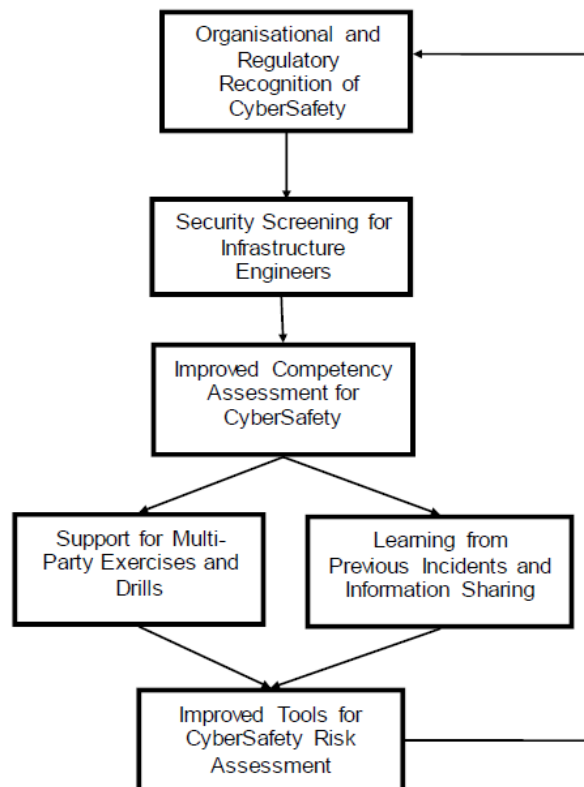 Organisational and
Regulatory
Recognition of
CyberSafety
Security Screening for
Infrastructure
Engineers
Improved Competency
Assessment for
CyberSafety
Support for Multi-
Party Exercises and
Drills
Learning from
Previous Incidents and
Information Sharing
Improved Tools for
CyberSafety Risk
Assessment